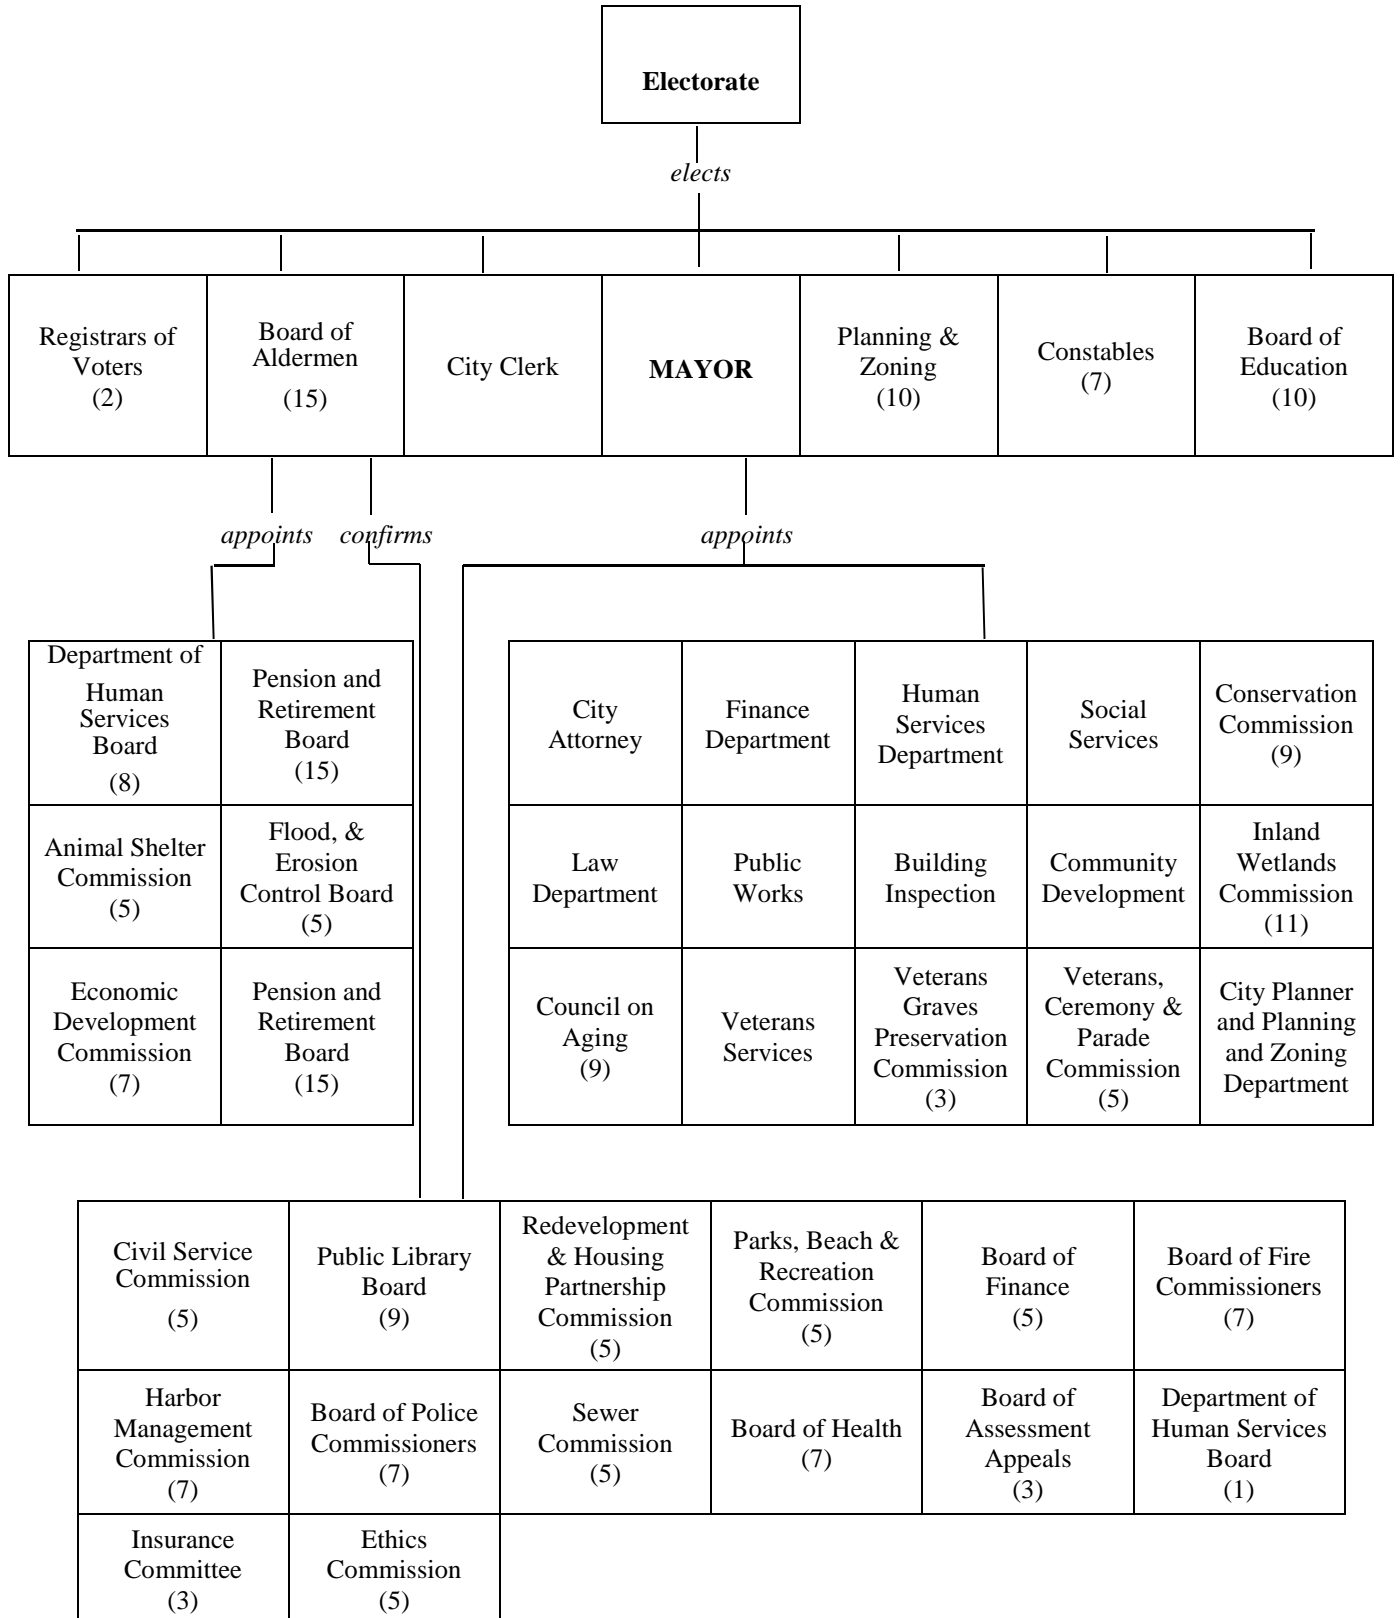 Electorate
elects
Registrars of
Voters
(2)
Board of
Aldermen
(15)
City Clerk
MAYOR
Planning &
Zoning
(10)
Constables
(7)
Board of
Education
(10)
appoints
confirms
appoints
Department of
Human
Services
Board
(8)
Pension and
Retirement
Board
(15)
Animal Shelter
Commission
(5)
Flood, &
Erosion
Control Board
(5)
Economic
Development
Commission
(7)
Pension and
Retirement
Board
(15)
City
Attorney
Finance
Department
Human
Services
Department
Social
Services
Conservation
Commission
(9)
Law
Department
Public
Works
Building
Inspection
Community
Development
Inland
Wetlands
Commission
(11)
Council on
Aging
(9)
Veterans
Services
Veterans
Graves
Preservation
Commission
(3)
Veterans,
Ceremony &
Parade
Commission
(5)
City Planner
and Planning
and Zoning
Department
Civil Service
Commission
(5)
Public Library
Board
(9)
Redevelopment
& Housing
Partnership
Commission
(5)
Parks, Beach &
Recreation
Commission
(5)
Board of
Finance
(5)
Board of Fire
Commissioners
(7)
Harbor
Management
Commission
(7)
Board of Police
Commissioners
(7)
Sewer
Commission
(5)
Board of Health
(7)
Board of
Assessment
Appeals
(3)
Department of
Human Services
Board
(1)
Insurance
Committee
(3)
Ethics
Commission
(5)